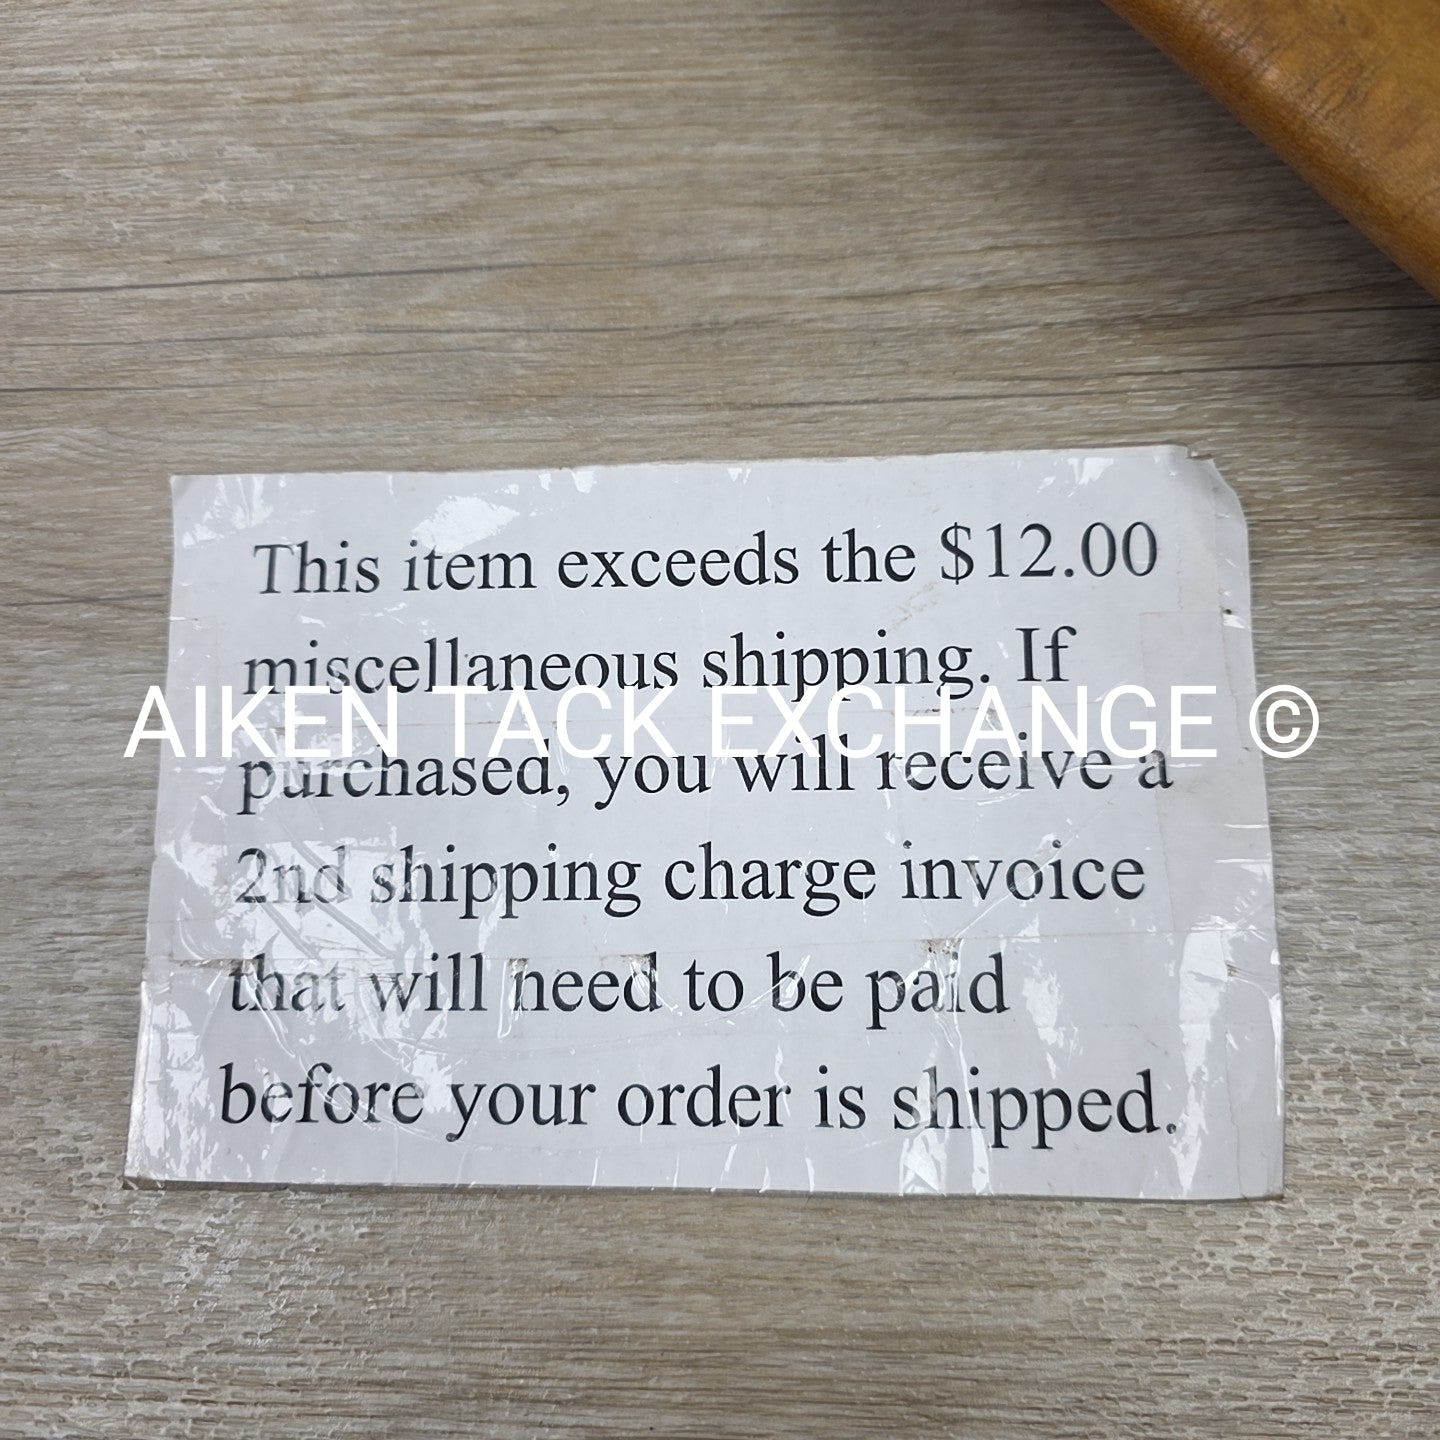 This item exceeds the $12.00
miscellaneous shipping. If
AIKEN TACK EXCHANGE ©
purchased, you will receive a
2nd shipping charge invoice
that will need to be paid
before your order is shipped.